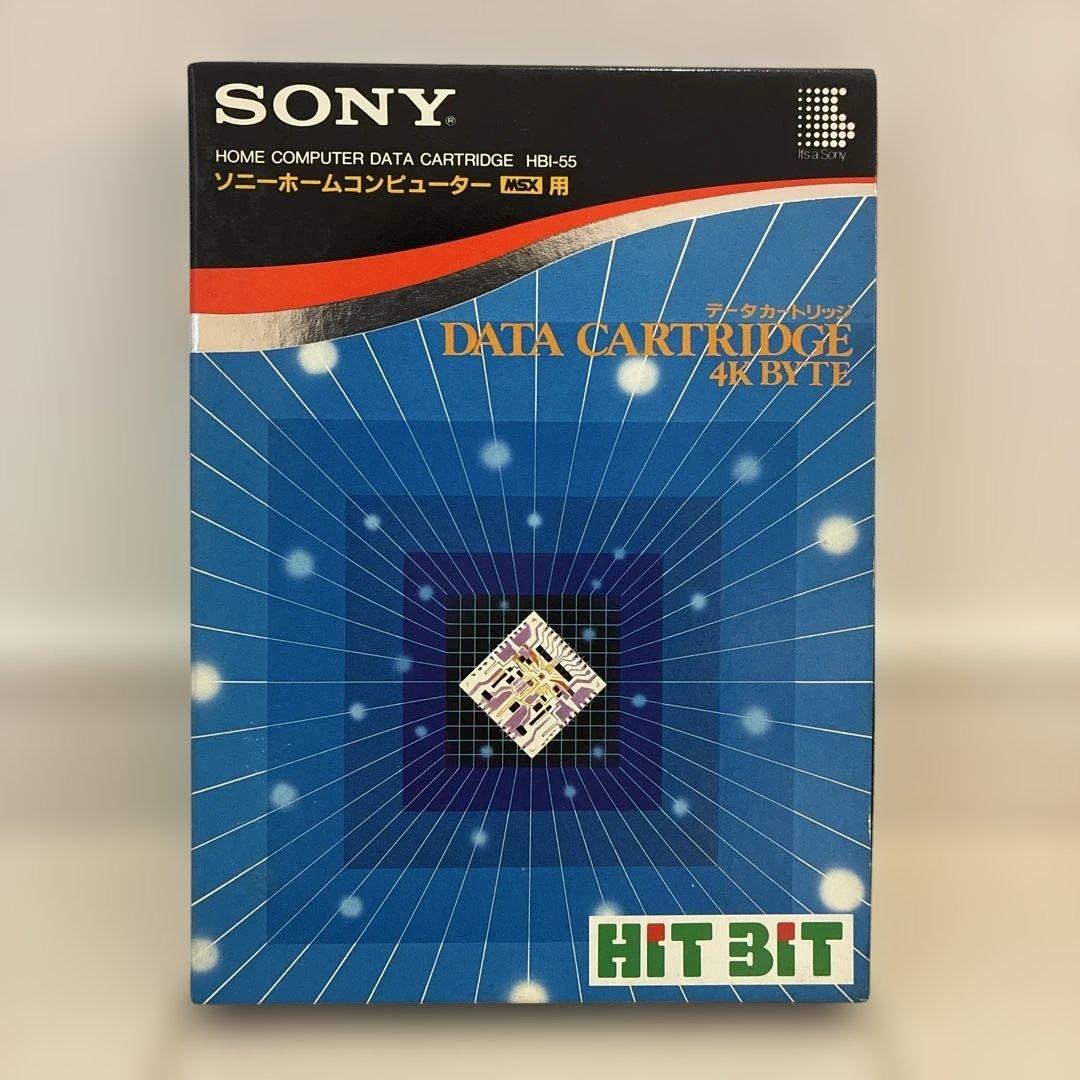 SONY®
It's a Sony
HOME COMPUTER DATA CARTRIDGE HBI-55
ソニーホームコンピューター MSX 用
データカートリッジ
DATA CARTRIDGE
4K BYTE
HiT BiT